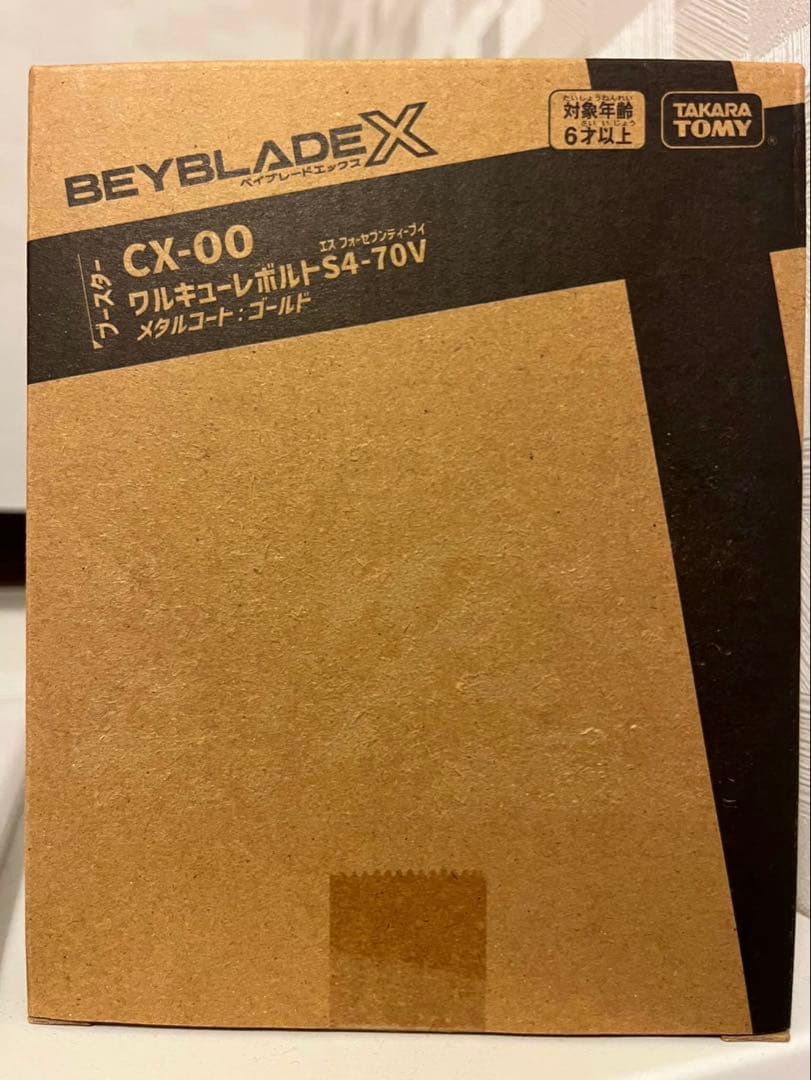 BEYBLADE X
ベイブレードエックス
たいしょうねんれい
対象年齢
さい いじょう
6才以上
TAKARA
TOMY
ブースター
CX-00
エス フォーセブンティーブイ
ワルキューレボルトS4-70V
メタルコート:ゴールド